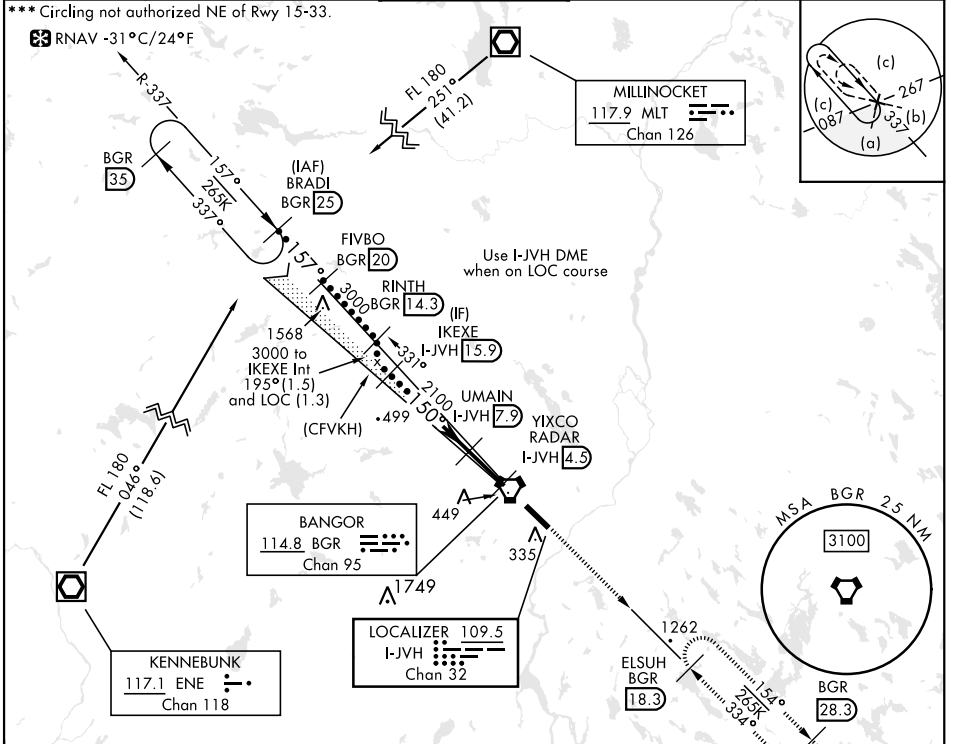 *** Circling not authorized NE of Rwy 15-33.
RNAV -31°C/24°F
R-337
FL 180
251°
(41.2)
MILLINOCKET
117.9 MLT
Chan 126
(c)
267
(c)
087
337
(b)
(a)
BGR
35
157°
265K
337°
(IAF)
BRADI
BGR 25
157°
FIVBO
BGR 20
Use I-JVH DME
when on LOC course
3000
RINTH
BGR 14.3
(IF)
IKEXE
I-JVH 15.9
331°
1568
3000 to
IKEXE Int
195° (1.5)
and LOC (1.3)
2100
150°
UMAIN
I-JVH 7.9
(CFVKH)
499
YIXCO
RADAR
I-JVH 4.5
FL 180
046°
(118.6)
449
BANGOR
114.8 BGR
Chan 95
335
1749
MSA BGR 25 NM
3100
LOCALIZER 109.5
I-JVH
Chan 32
1262
KENNEBUNK
117.1 ENE
Chan 118
ELSUH
BGR
18.3
154°
265K
334°
BGR
28.3